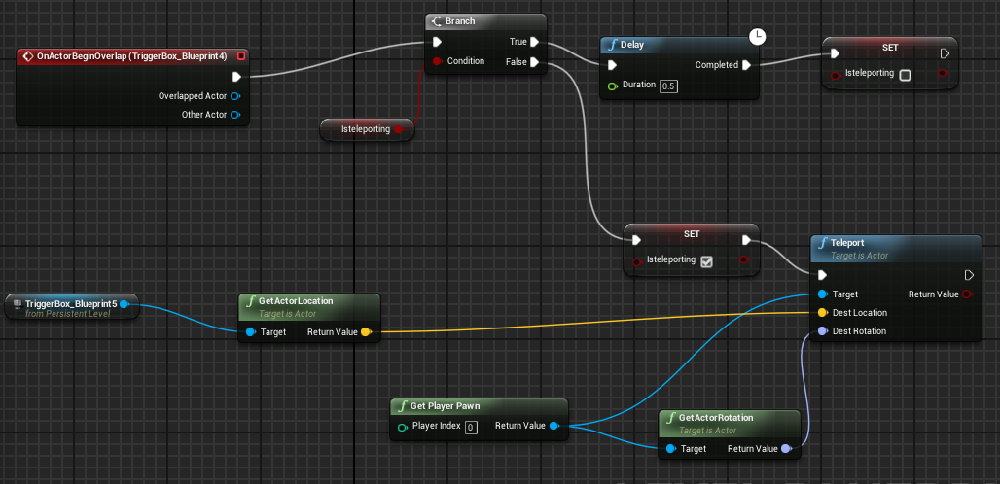 OnActorBeginOverlap (TriggerBox_Blueprint4)
Overlapped Actor
Other Actor
Branch
True
Condition
False
Isteleporting
Delay
Completed
Duration 0.5
SET
Isteleporting
SET
Isteleporting
Teleport
Target is Actor
Target
Return Value
Dest Location
Dest Rotation
TriggerBox_Blueprint5
from Persistent Level
GetActorLocation
Target is Actor
Target
Return Value
Get Player Pawn
Player Index 0
Return Value
GetActorRotation
Target is Actor
Target
Return Value